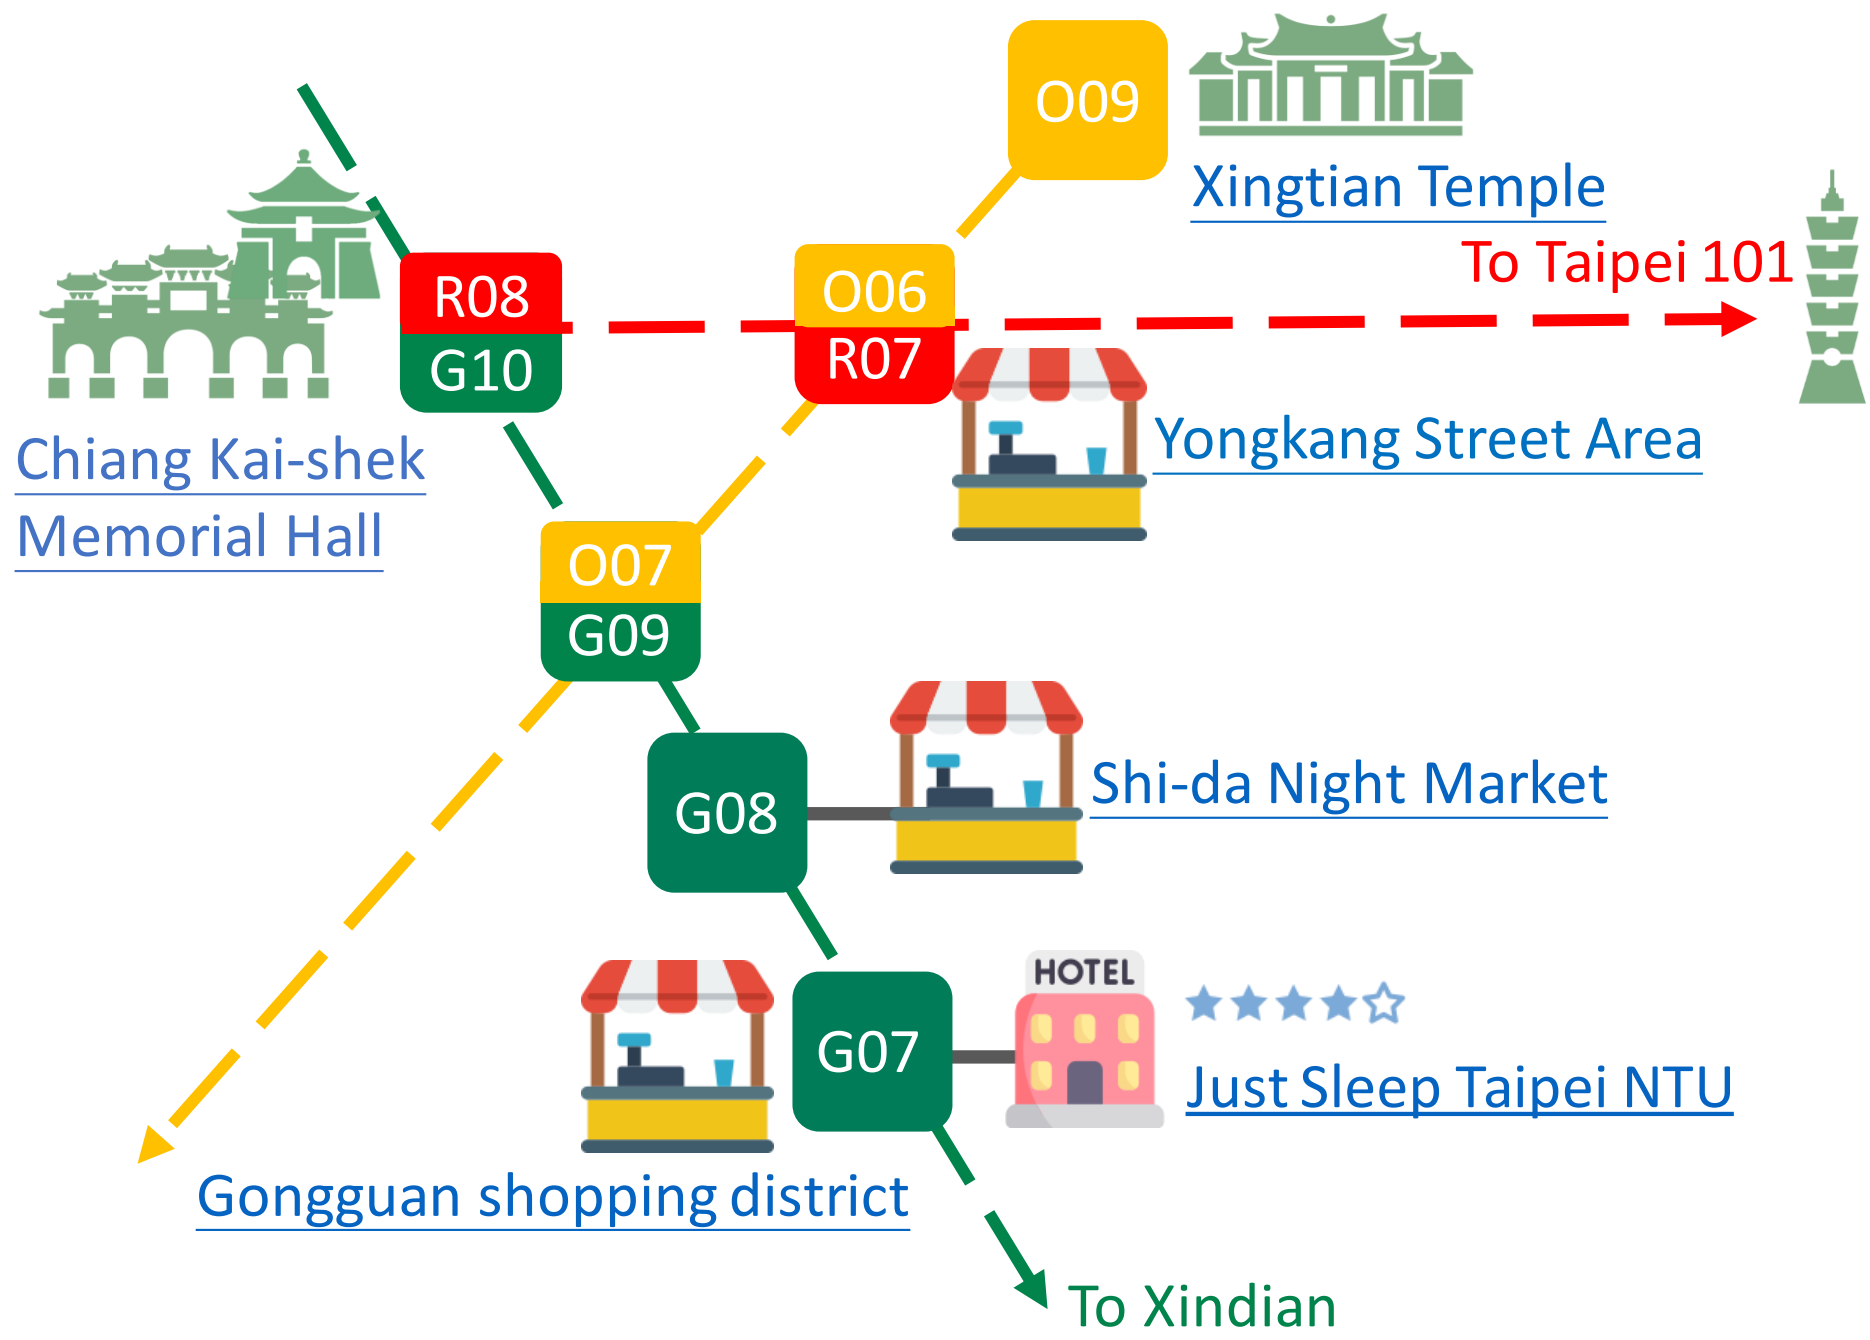 O09
Xingtian Temple
To Taipei 101
R08
G10
O06
R07
Chiang Kai-shek
Memorial Hall
Yongkang Street Area
O07
G09
G08
Shi-da Night Market
HOTEL
G07
Just Sleep Taipei NTU
Gongguan shopping district
To Xindian